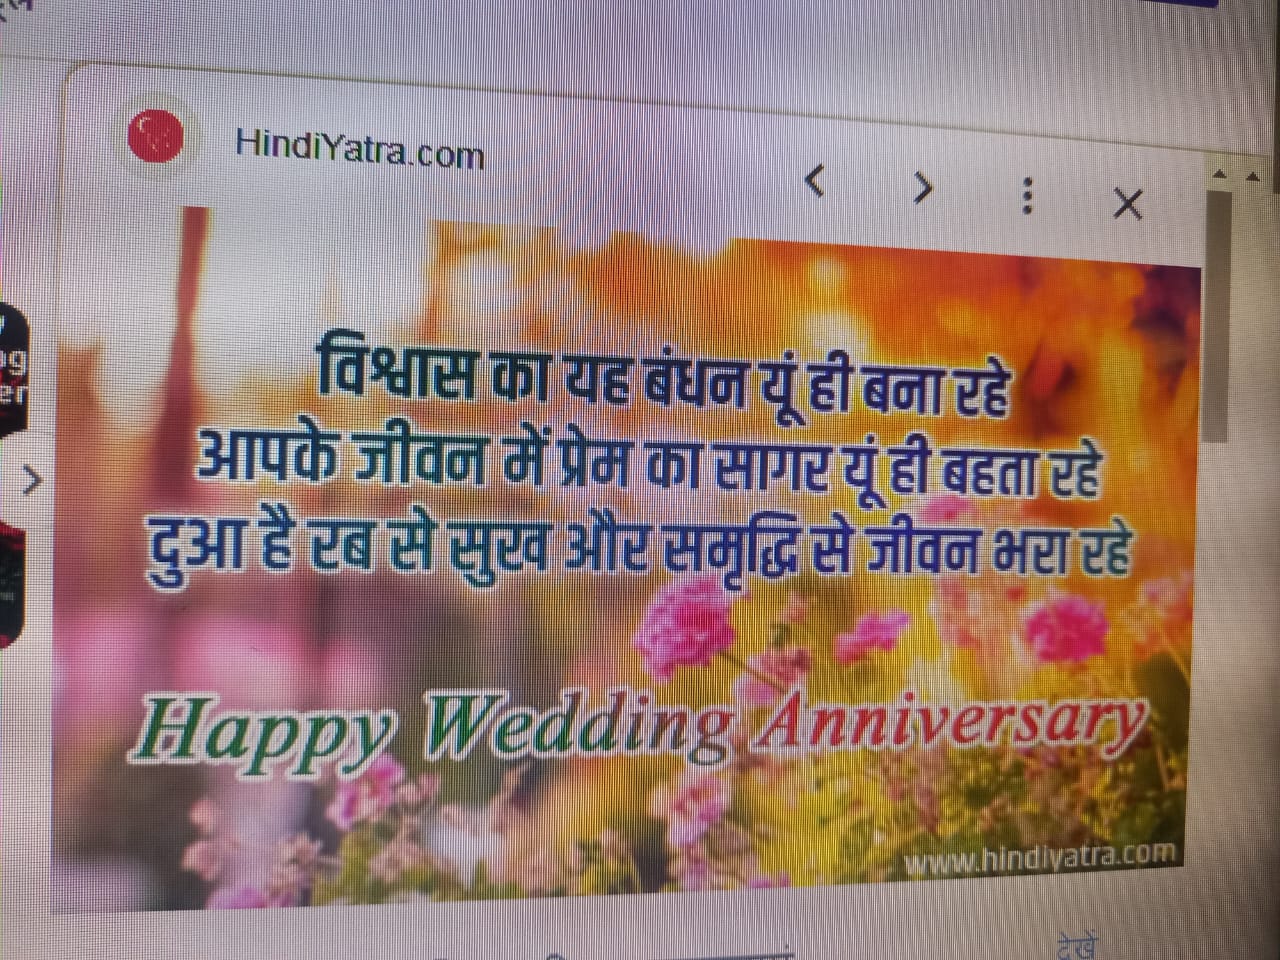 HindiYatra.com
विश्वास का यह बंधन यूं ही बना रहे
आपके जीवन में प्रेम का सागर यूं ही बहता रहे
दुआ है रब से सुख और समृद्धि से जीवन भरा रहे
Happy Wedding Anniversary
www.hindiyatra.com
देखें